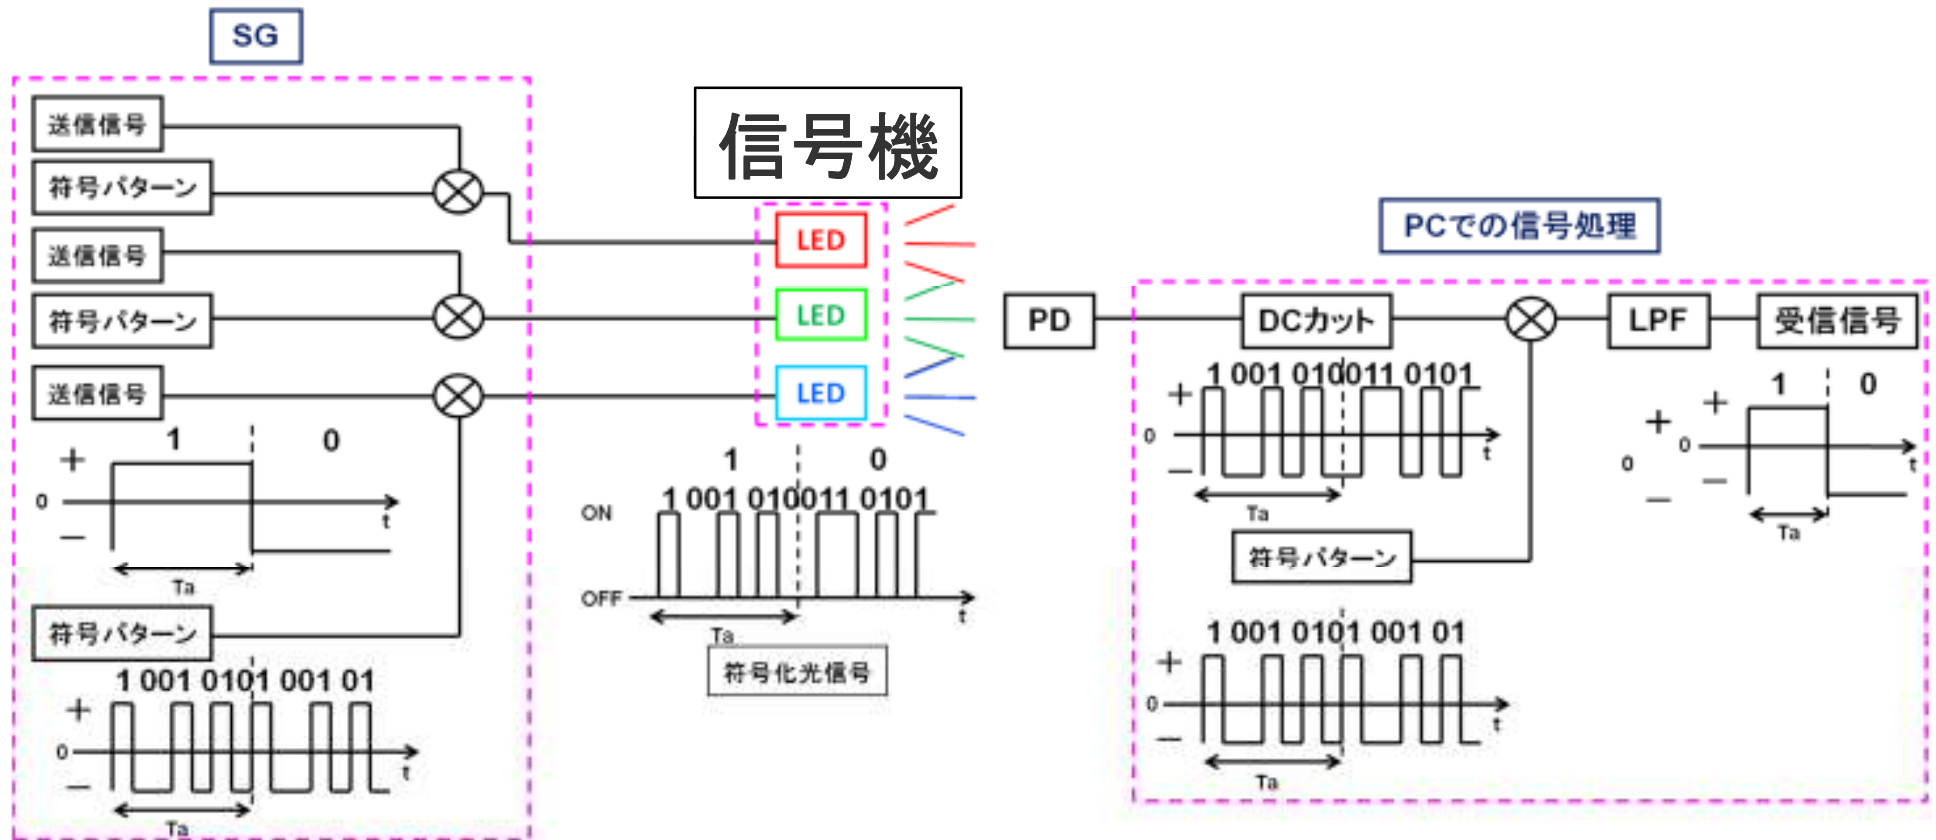 SG
送信信号
符号パターン
送信信号
符号パターン
送信信号
1 0
+
0
t
−
Ta
符号パターン
1 001 0101 001 01
+
0
t
−
Ta
信号機
LED
LED
LED
1 0
1 001 010011 0101
ON
OFF
t
Ta
符号化光信号
PCでの信号処理
PD
DCカット
LPF
受信信号
1 001 010011 0101
+
0
t
−
Ta
符号パターン
1 001 0101 001 01
+
0
t
−
Ta
1 0
+
0
−
+
0
t
−
Ta